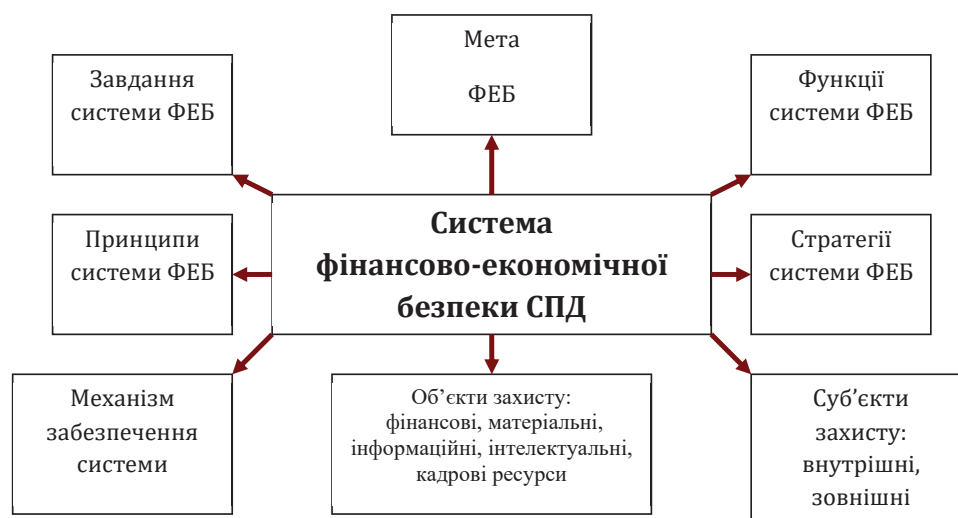 Мета
ФЕБ
Завдання
системи ФЕБ
Функції
системи ФЕБ
Система
фінансово-економічної
безпеки СПД
Принципи
системи ФЕБ
Стратегії
системи ФЕБ
Механізм
забезпечення
системи
Об’єкти захисту:
фінансові, матеріальні,
інформаційні, інтелектуальні,
кадрові ресурси
Суб’єкти
захисту:
внутрішні,
зовнішні